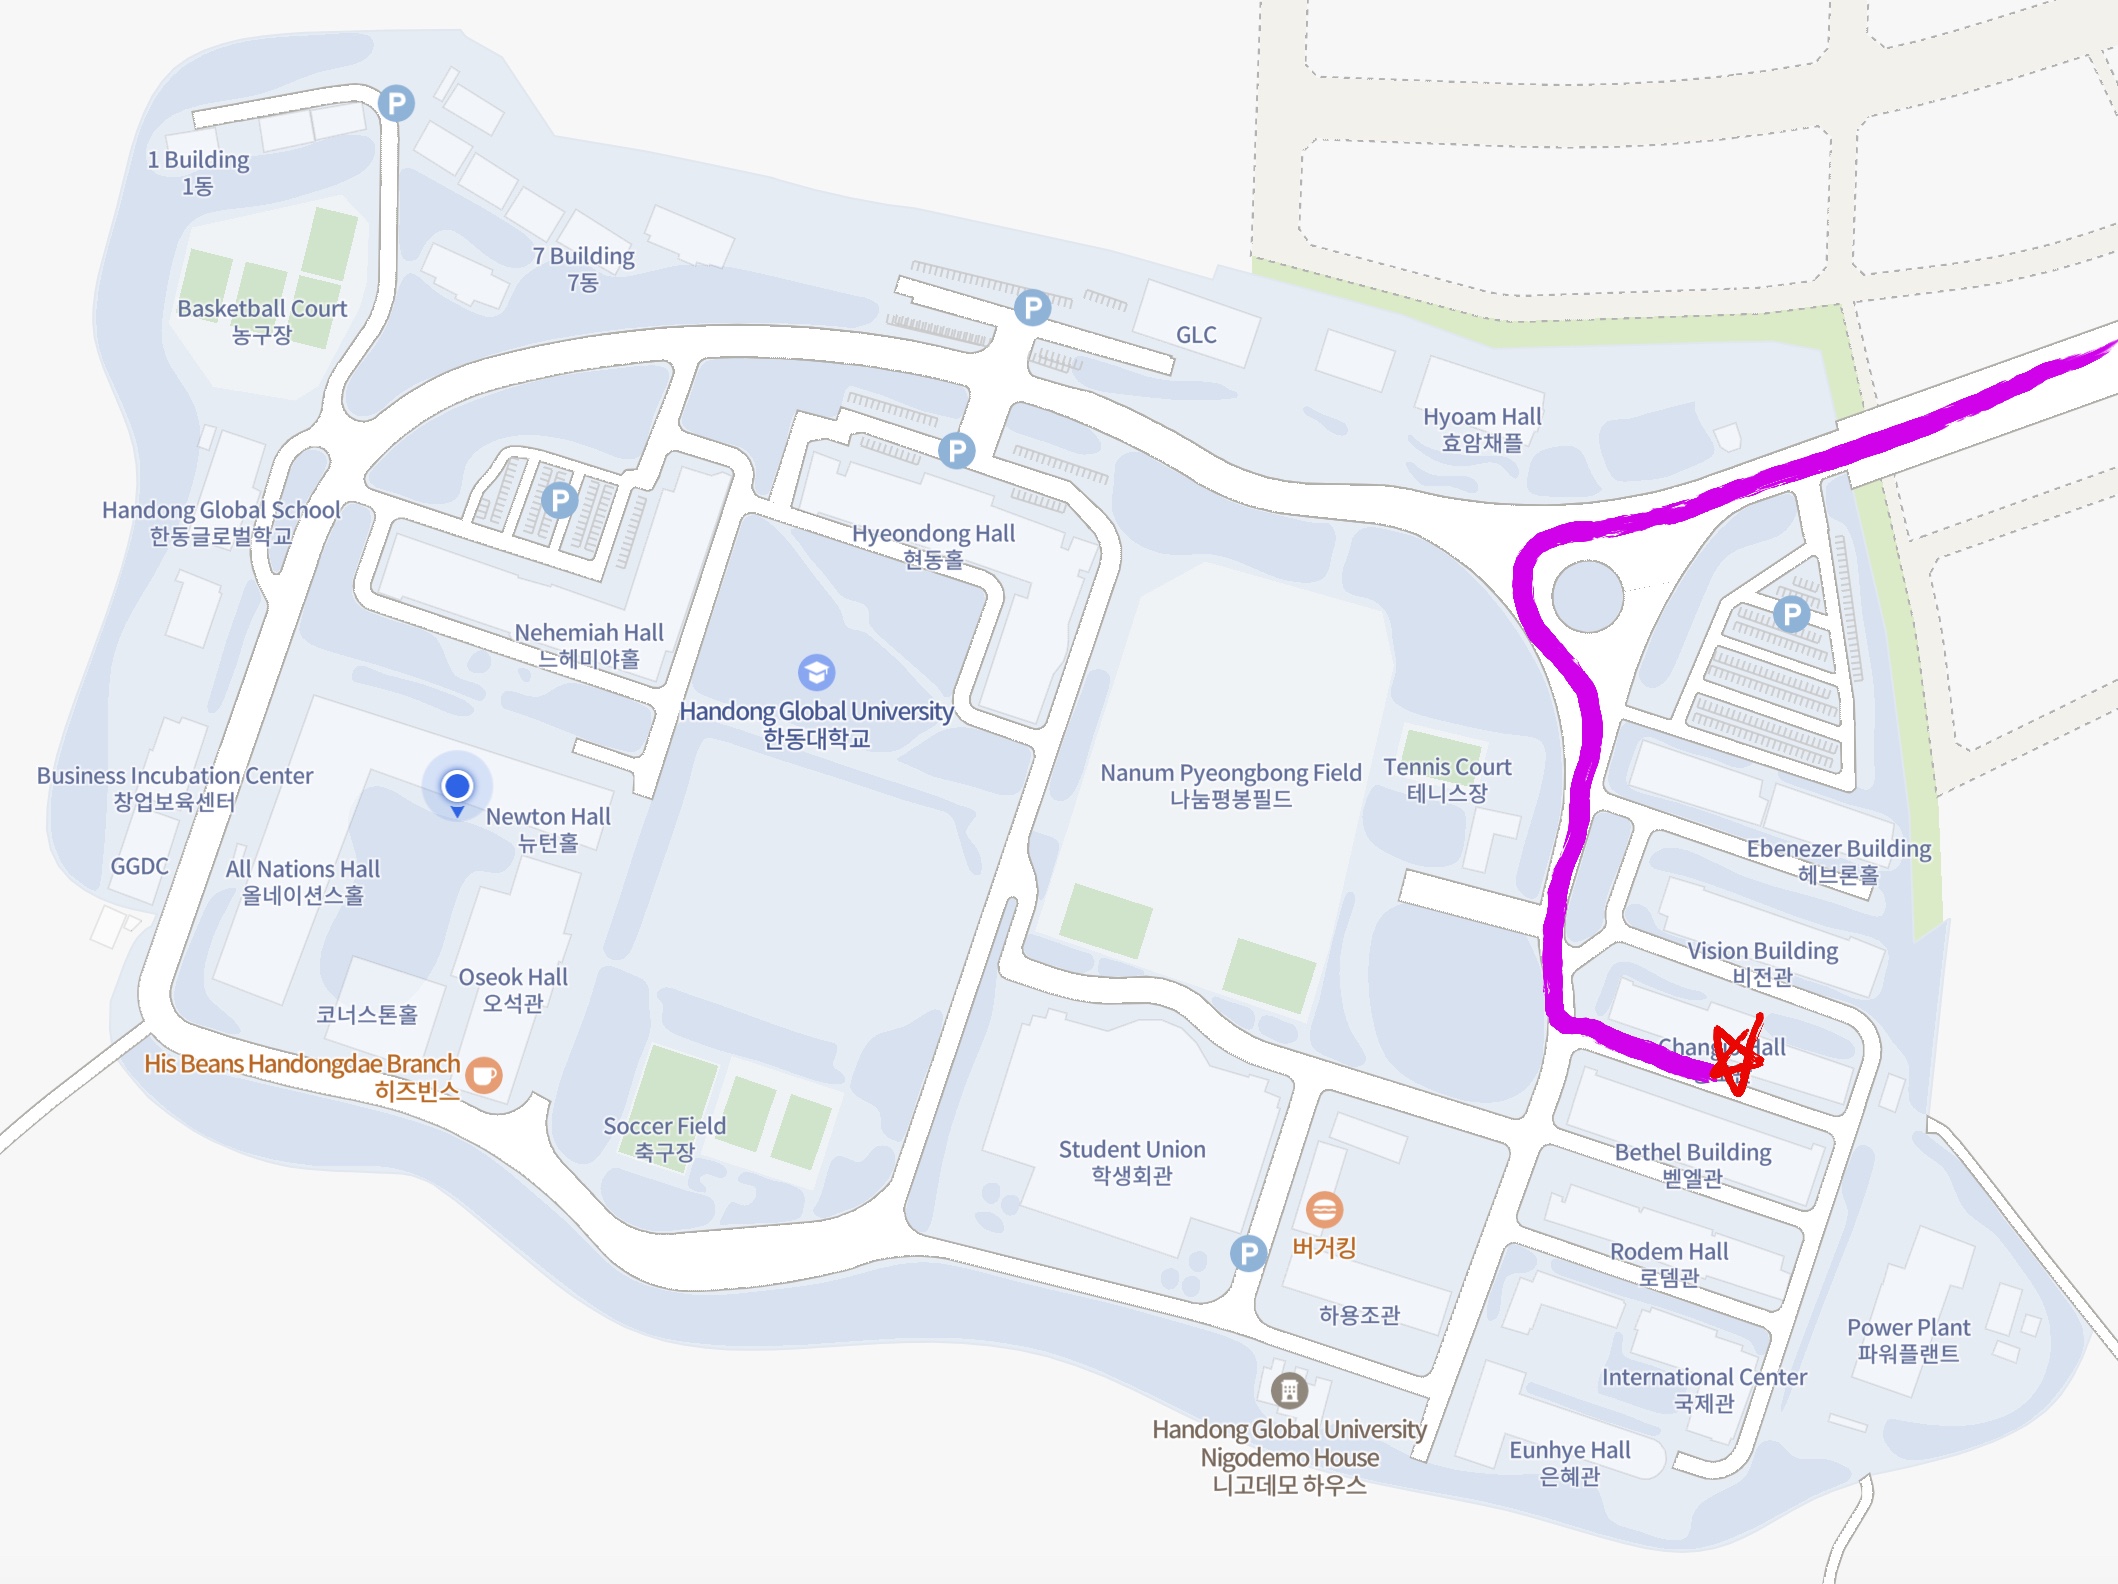 P
1 Building
1동
7 Building
7동
Basketball Court
농구장
P
GLC
Hyoam Hall
효암채플
P
P
Handong Global School
한동글로벌학교
Hyeondong Hall
현동홀
P
Nehemiah Hall
느헤미야홀
Handong Global University
한동대학교
Business Incubation Center
창업보육센터
Newton Hall
뉴턴홀
Nanum Pyeongbong Field
나눔평봉필드
Tennis Court
테니스장
GGDC
All Nations Hall
올네이션스홀
Ebenezer Building
헤브론홀
Vision Building
비전관
Oseok Hall
오석관
코너스톤홀
Hall
His Beans Handongdae Branch
히즈빈스
Soccer Field
축구장
Student Union
학생회관
Bethel Building
벧엘관
버거킹
P
Rodem Hall
로뎀관
하용조관
Power Plant
파워플랜트
International Center
국제관
Handong Global University
Nigodemo House
니고데모 하우스
Eunhye Hall
은혜관